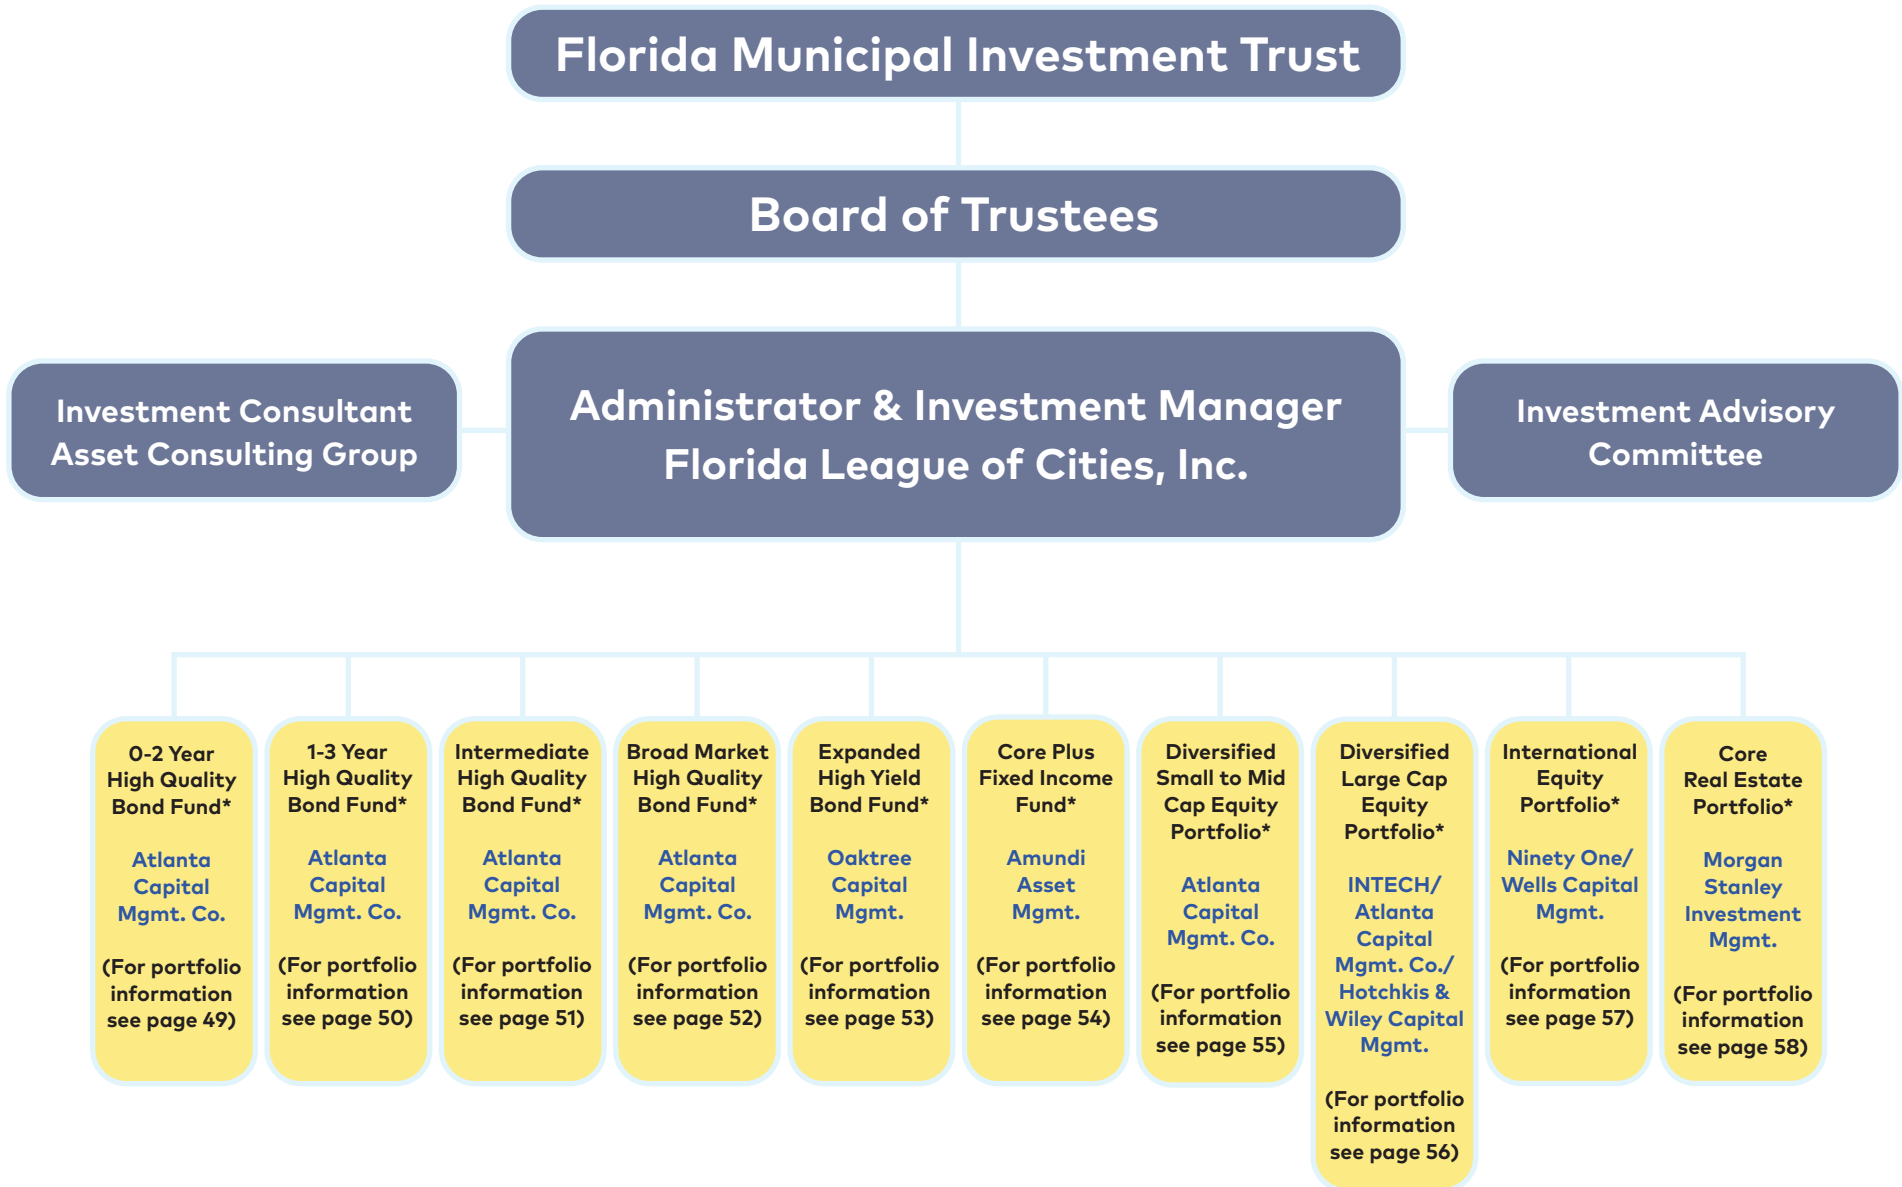 Florida Municipal Investment Trust
Board of Trustees
Investment Consultant
Asset Consulting Group
Administrator & Investment Manager
Florida League of Cities, Inc.
Investment Advisory
Committee
0-2 Year
High Quality
Bond Fund*
Atlanta
Capital
Mgmt. Co.
(For portfolio
information
see page 49)
1-3 Year
High Quality
Bond Fund*
Atlanta
Capital
Mgmt. Co.
(For portfolio
information
see page 50)
Intermediate
High Quality
Bond Fund*
Atlanta
Capital
Mgmt. Co.
(For portfolio
information
see page 51)
Broad Market
High Quality
Bond Fund*
Atlanta
Capital
Mgmt. Co.
(For portfolio
information
see page 52)
Expanded
High Yield
Bond Fund*
Oaktree
Capital
Mgmt.
(For portfolio
information
see page 53)
Core Plus
Fixed Income
Fund*
Amundi
Asset
Mgmt.
(For portfolio
information
see page 54)
Diversified
Small to Mid
Cap Equity
Portfolio*
Atlanta
Capital
Mgmt. Co.
(For portfolio
information
see page 55)
Diversified
Large Cap
Equity
Portfolio*
INTECH/
Atlanta
Capital
Mgmt. Co./
Hotchkis &
Wiley Capital
Mgmt.
(For portfolio
information
see page 56)
International
Equity
Portfolio*
Ninety One/
Wells Capital
Mgmt.
(For portfolio
information
see page 57)
Core
Real Estate
Portfolio*
Morgan
Stanley
Investment
Mgmt.
(For portfolio
information
see page 58)